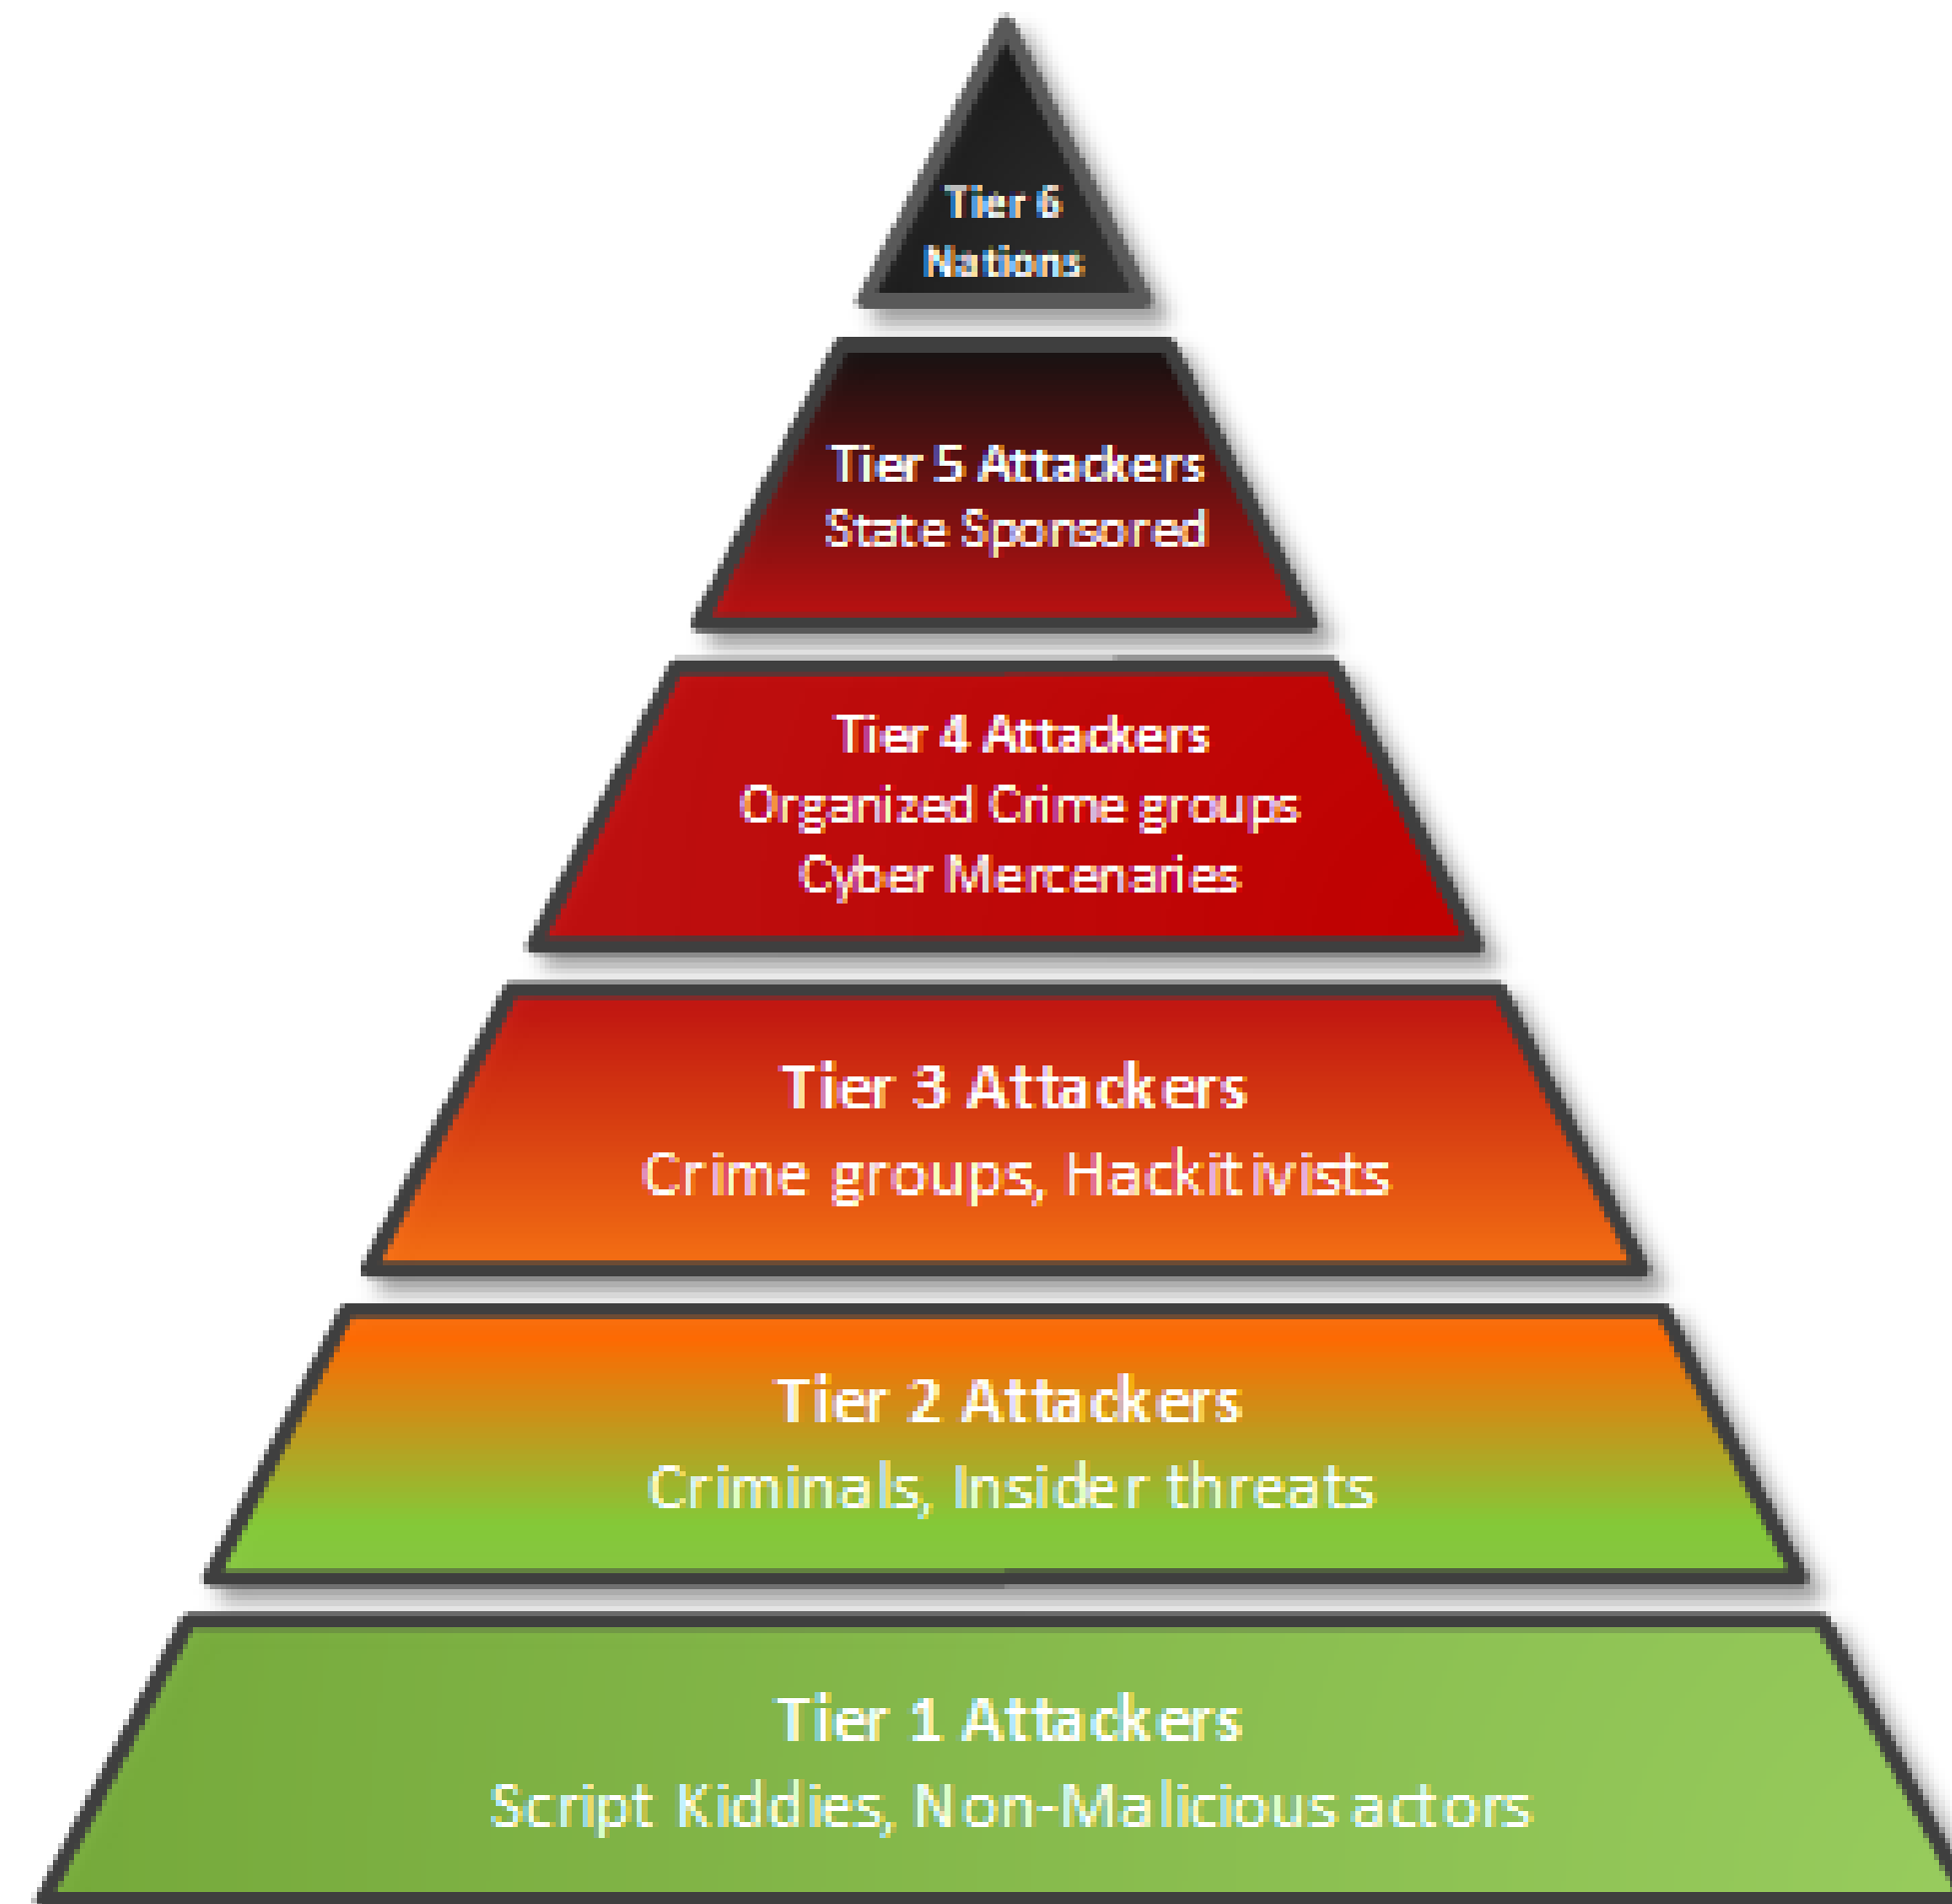 Tier 6
Nations
Tier 5 Attackers
State Sponsored
Tier 4 Attackers
Organized Crime groups
Cyber Mercenaries
Tier 3 Attackers
Crime groups, Hackitivists
Tier 2 Attackers
Criminals, Insider threats
Tier 1 Attackers
Script Kiddies, Non-Malicious actors